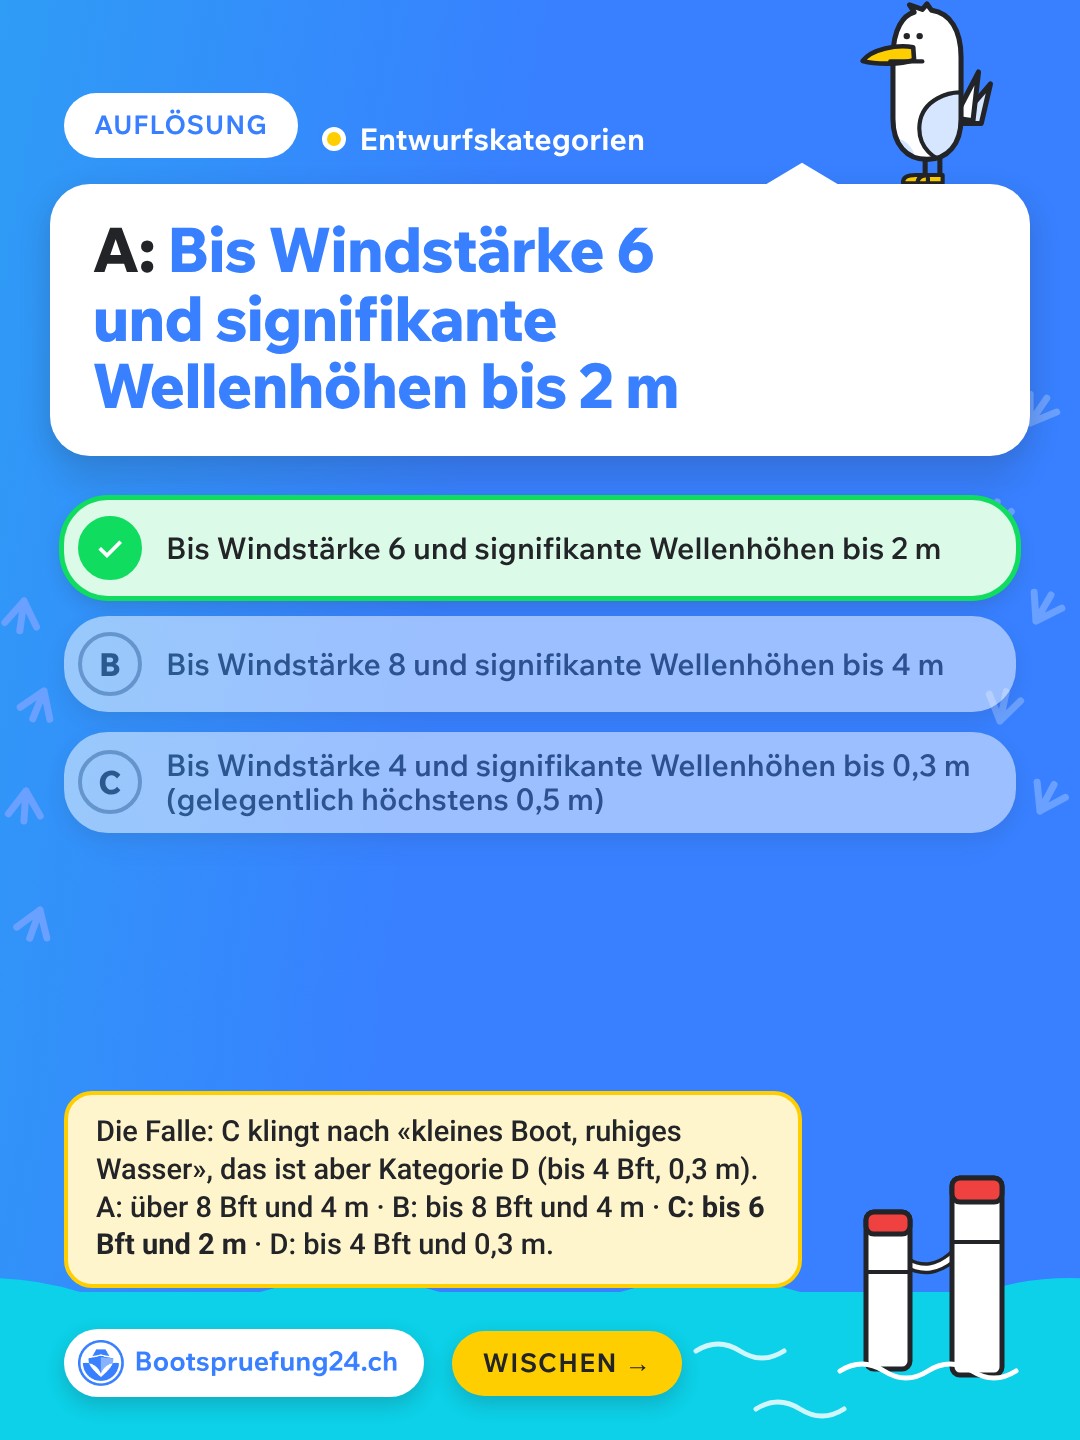 AUFLÖSUNG
Entwurfskategorien
A: Bis Windstärke 6
und signifikante
Wellenhöhen bis 2 m
Bis Windstärke 6 und signifikante Wellenhöhen bis 2 m
B
Bis Windstärke 8 und signifikante Wellenhöhen bis 4 m
C
Bis Windstärke 4 und signifikante Wellenhöhen bis 0,3 m
(gelegentlich höchstens 0,5 m)
Die Falle: C klingt nach «kleines Boot, ruhiges
Wasser», das ist aber Kategorie D (bis 4 Bft, 0,3 m).
A: über 8 Bft und 4 m · B: bis 8 Bft und 4 m · C: bis 6
Bft und 2 m · D: bis 4 Bft und 0,3 m.
Bootspruefung24.ch
WISCHEN →